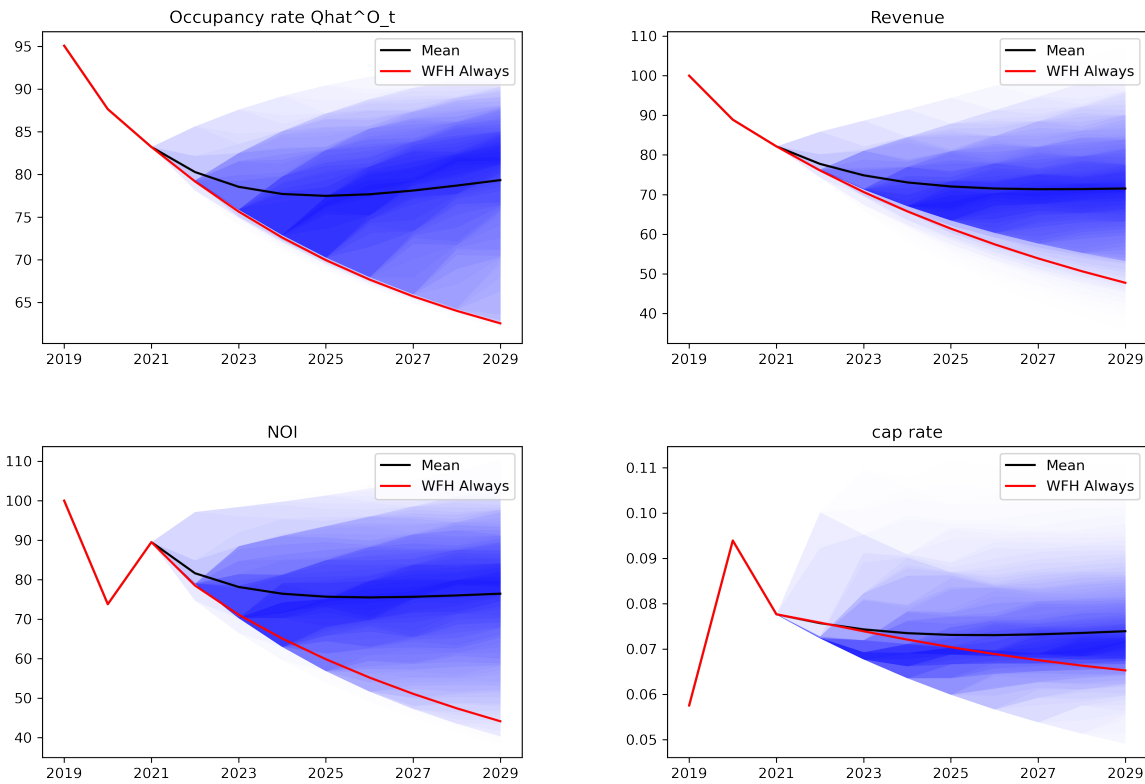 Occupancy rate Qhat^O_t
95
90
85
80
75
70
65
2019 2021 2023 2025 2027 2029
Mean
WFH Always
Revenue
110
100
90
80
70
60
50
40
2019 2021 2023 2025 2027 2029
Mean
WFH Always
NOI
110
100
90
80
70
60
50
40
2019 2021 2023 2025 2027 2029
Mean
WFH Always
cap rate
0.11
0.10
0.09
0.08
0.07
0.06
0.05
2019 2021 2023 2025 2027 2029
Mean
WFH Always